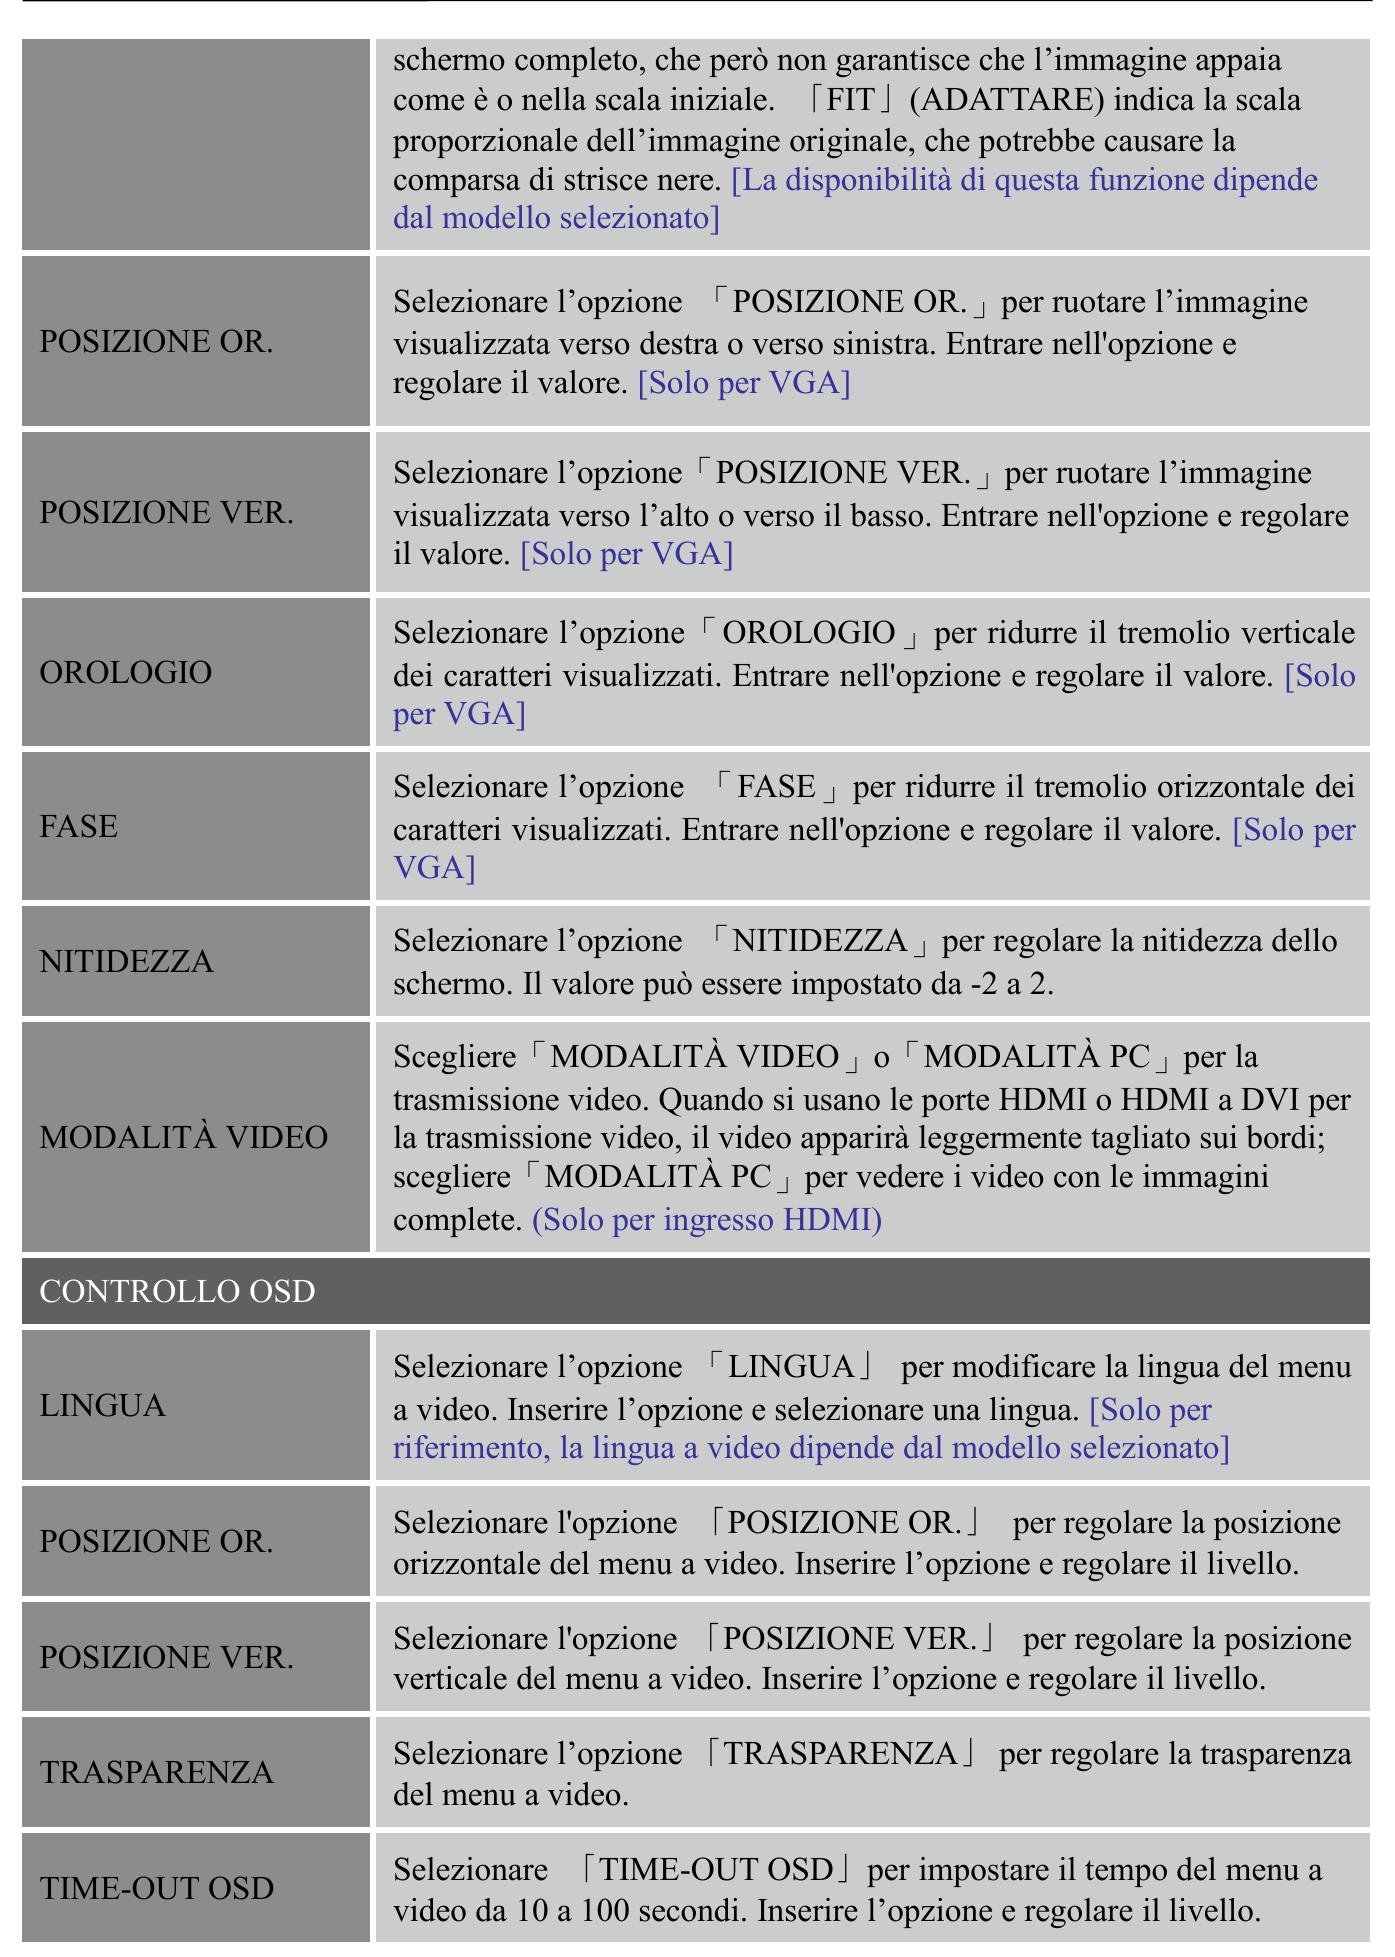 schermo completo, che però non garantisce che l’immagine appaia
come è o nella scala iniziale. 「FIT」(ADATTARE) indica la scala
proporzionale dell’immagine originale, che potrebbe causare la
comparsa di strisce nere. [La disponibilità di questa funzione dipende
dal modello selezionato]
POSIZIONE OR.
Selezionare l’opzione 「POSIZIONE OR.」per ruotare l’immagine
visualizzata verso destra o verso sinistra. Entrare nell'opzione e
regolare il valore. [Solo per VGA]
POSIZIONE VER.
Selezionare l’opzione「POSIZIONE VER.」per ruotare l’immagine
visualizzata verso l’alto o verso il basso. Entrare nell'opzione e regolare
il valore. [Solo per VGA]
OROLOGIO
Selezionare l’opzione「OROLOGIO」per ridurre il tremolio verticale
dei caratteri visualizzati. Entrare nell'opzione e regolare il valore. [Solo
per VGA]
FASE
Selezionare l’opzione 「FASE」per ridurre il tremolio orizzontale dei
caratteri visualizzati. Entrare nell'opzione e regolare il valore. [Solo per
VGA]
NITIDEZZA
Selezionare l’opzione 「NITIDEZZA」per regolare la nitidezza dello
schermo. Il valore può essere impostato da -2 a 2.
MODALITÀ VIDEO
Scegliere「MODALITÀ VIDEO」o「MODALITÀ PC」per la
trasmissione video. Quando si usano le porte HDMI o HDMI a DVI per
la trasmissione video, il video apparirà leggermente tagliato sui bordi;
scegliere「MODALITÀ PC」per vedere i video con le immagini
complete. (Solo per ingresso HDMI)
CONTROLLO OSD
LINGUA
Selezionare l’opzione 「LINGUA」 per modificare la lingua del menu
a video. Inserire l’opzione e selezionare una lingua. [Solo per
riferimento, la lingua a video dipende dal modello selezionato]
POSIZIONE OR.
Selezionare l'opzione 「POSIZIONE OR.」 per regolare la posizione
orizzontale del menu a video. Inserire l’opzione e regolare il livello.
POSIZIONE VER.
Selezionare l'opzione 「POSIZIONE VER.」 per regolare la posizione
verticale del menu a video. Inserire l’opzione e regolare il livello.
TRASPARENZA
Selezionare l’opzione 「TRASPARENZA」 per regolare la trasparenza
del menu a video.
TIME-OUT OSD
Selezionare 「TIME-OUT OSD」per impostare il tempo del menu a
video da 10 a 100 secondi. Inserire l’opzione e regolare il livello.